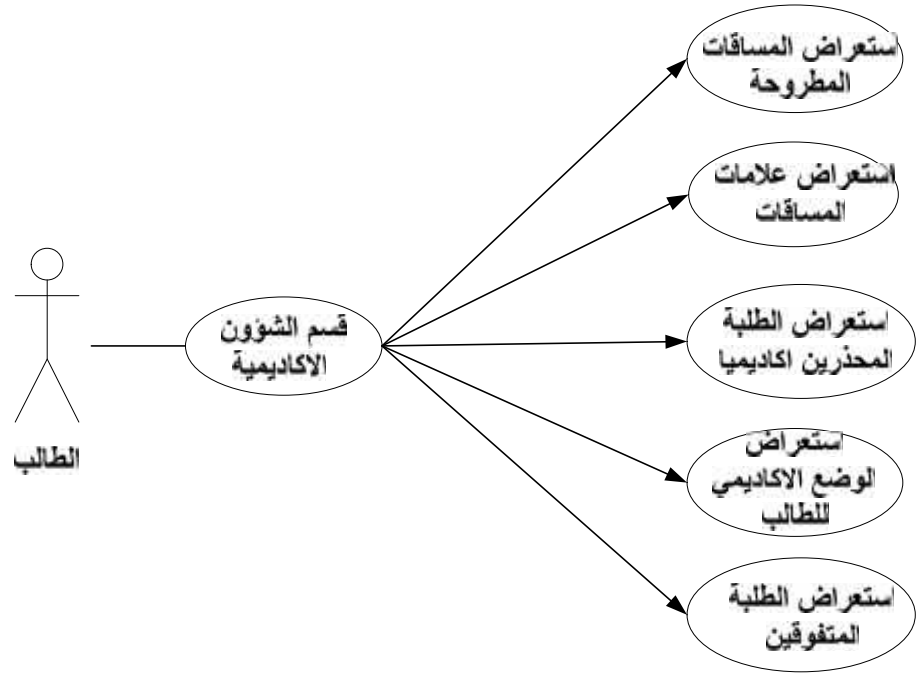 استعراض المساقات
المطروحة
استعراض علامات
المساقات
قسم الشؤون
الاكاديمية
استعراض الطلبة
المحذرين اكاديميا
استعراض
الوضع الاكاديمي
للطالب
الطالب
استعراض الطلبة
المتفوقين